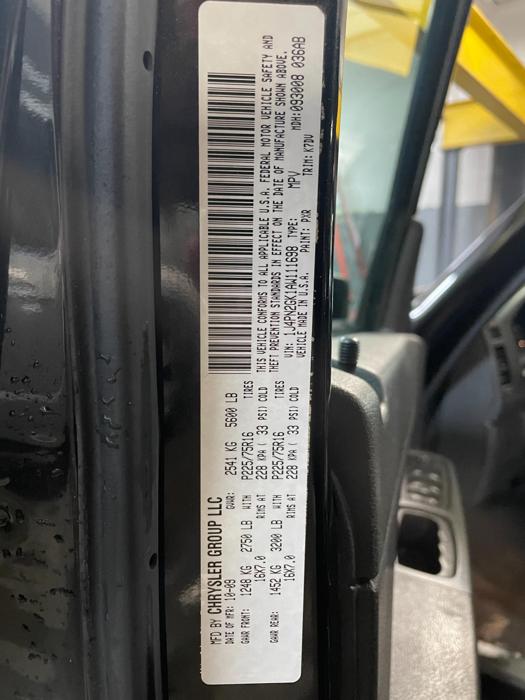 MFD BY CHRYSLER GROUP LLC
DATE OF MFR: 10-09 GVWR: 2541 KG 5600 LB
GAWR FRONT: 1248 KG 2750 LB WITH P225/75R16 TIRES
16X7.0 RIMS AT 228 KPA ( 33 PSI) COLD
GAWR REAR: 1452 KG 3200 LB WITH P225/75R16 TIRES
16X7.0 RIMS AT 228 KPA ( 33 PSI) COLD
THIS VEHICLE CONFORMS TO ALL APPLICABLE U.S.A. FEDERAL MOTOR VEHICLE SAFETY AND
THEFT PREVENTION STANDARDS IN EFFECT ON THE DATE OF MANUFACTURE SHOWN ABOVE.
VIN: 1J4PN2GK1AW111698 TYPE: MPV MDH:093008 036AB
VEHICLE MADE IN U.S.A. PAINT: PXR TRIM: K7DV